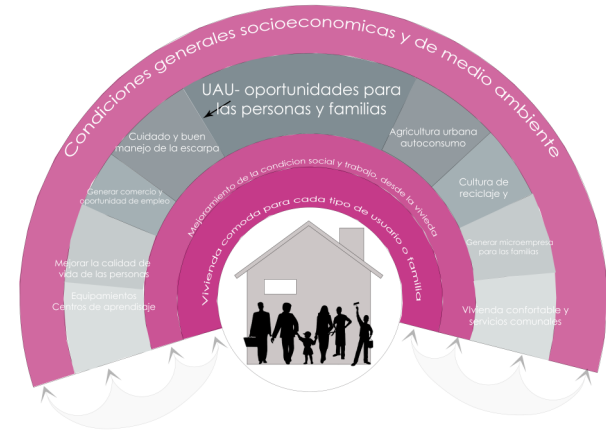 Condiciones generales socioeconomicas y de medio ambiente
UAU- oportunidades para
las personas y familias
Cuidado y buen
manejo de la escarpa
Agricultura urbana
autoconsumo
Generar comercio y
oportunidad de empleo
Cultura de
reciclaje y
Mejorar la calidad de
vida de las personas
Generar microempresa
para las familias
Equipamientos
Centros de aprendizaje
Vivienda confortable y
servicios comunales
Mejoramiento de la condicion social y trabajo, desde la vivieda
Vivienda comoda para cada tipo de usuario o familia